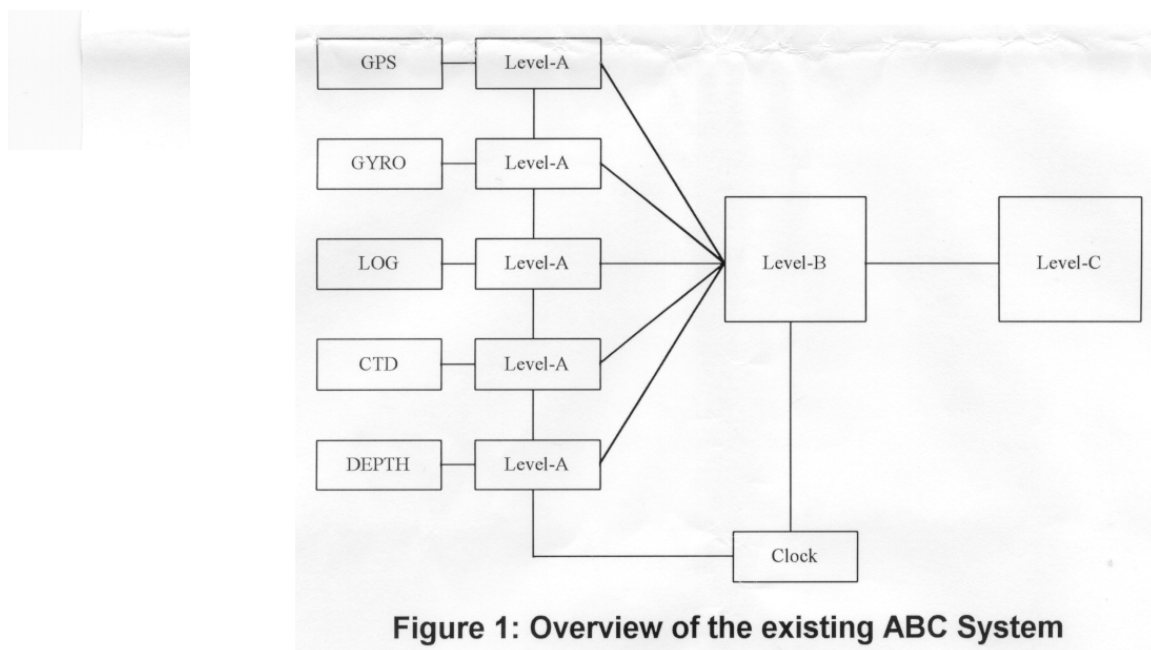 GPS Level-A
GYRO Level-A
LOG Level-A Level-B Level-C
CTD Level-A
DEPTH Level-A
Clock
Figure 1: Overview of the existing ABC System